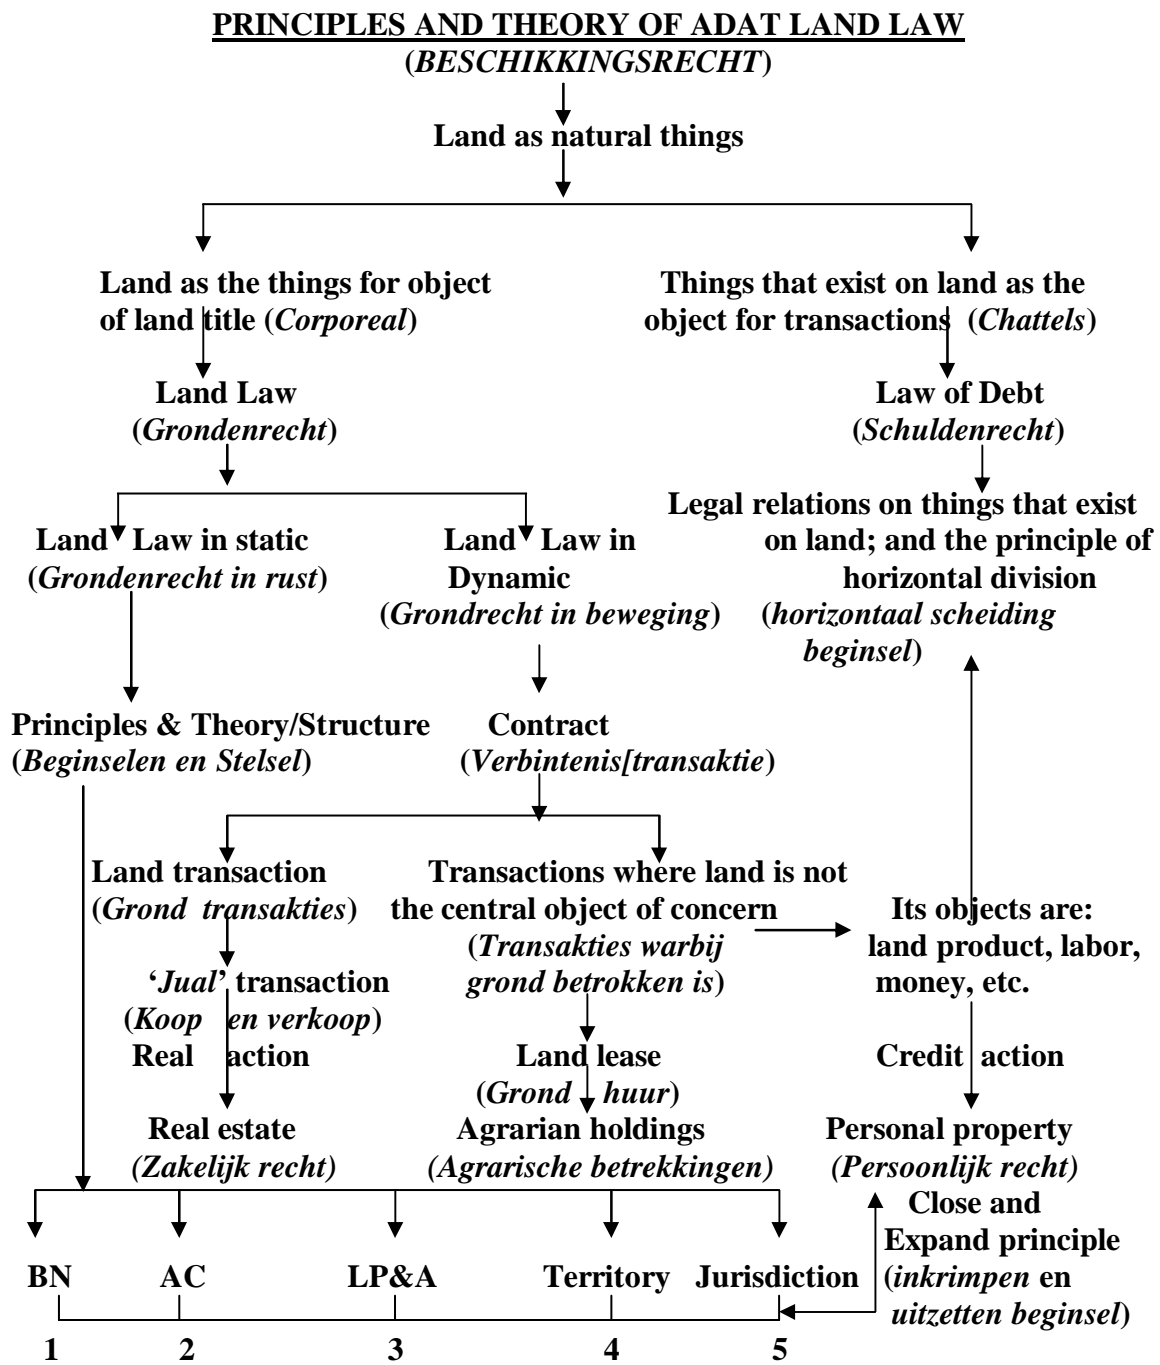 PRINCIPLES AND THEORY OF ADAT LAND LAW
(BESCHIKKINGSRECHT)
Land as natural things
Land as the things for object
of land title (Corporeal)
Things that exist on land as the
object for transactions (Chattels)
Land Law
(Grondenrecht)
Law of Debt
(Schuldenrecht)
Land Law in static
(Grondenrecht in rust)
Land Law in
Dynamic
(Grondrecht in beweging)
Legal relations on things that exist
on land; and the principle of
horizontal division
(horizontaal scheiding
beginsel)
Principles & Theory/Structure
(Beginselen en Stelsel)
Contract
(Verbintenis[transaktie)
Land transaction
(Grond transakties)
Transactions where land is not
the central object of concern
(Transakties warbij
grond betrokken is)
Its objects are:
land product, labor,
money, etc.
‘Jual’ transaction
(Koop en verkoop)
Real action
Land lease
(Grond huur)
Credit action
Real estate
(Zakelijk recht)
Agrarian holdings
(Agrarische betrekkingen)
Personal property
(Persoonlijk recht)
Close and
Expand principle
(inkrimpen en
uitzetten beginsel)
BN AC LP&A Territory Jurisdiction
1 2 3 4 5